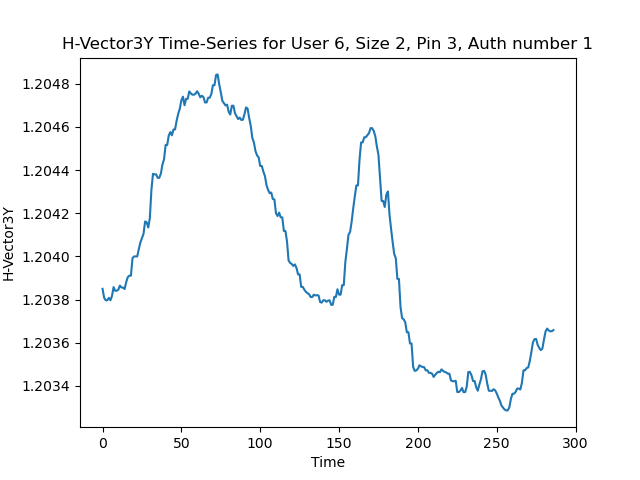 H-Vector3Y Time-Series for User 6, Size 2, Pin 3, Auth number 1
1.2048
1.2046
1.2044
1.2042
1.2040
1.2038
1.2036
1.2034
H-Vector3Y
0 50 100 150 200 250 300
Time